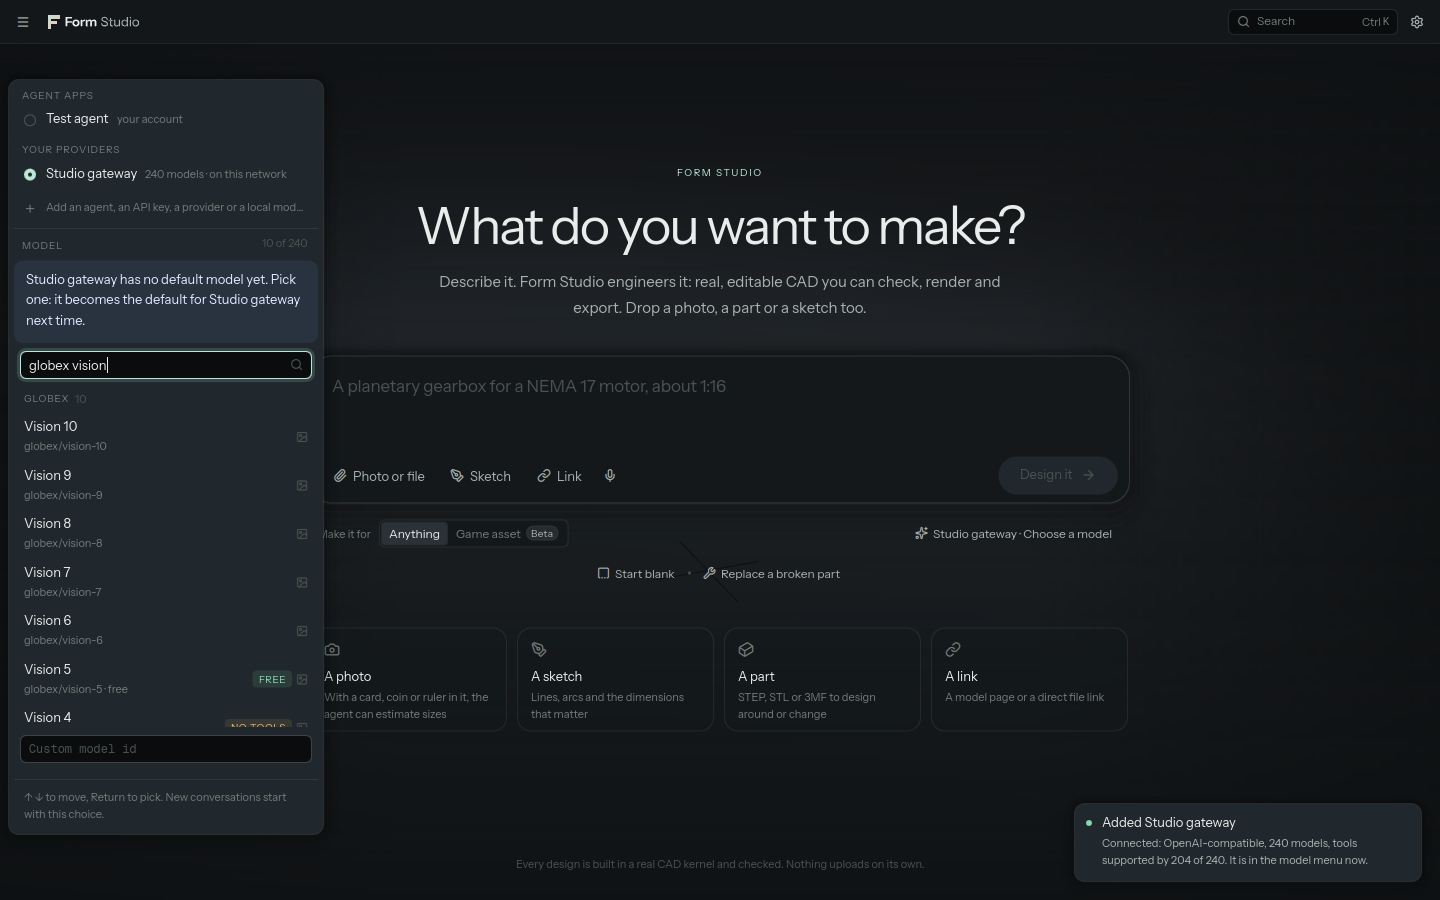 Form Studio
Search
Ctrl K
AGENT APPS
Test agent your account
YOUR PROVIDERS
Studio gateway 240 models · on this network
Add an agent, an API key, a provider or a local mod…
MODEL
10 of 240
Studio gateway has no default model yet. Pick
one: it becomes the default for Studio gateway
next time.
globex vision
GLOBEX 10
Vision 10
globex/vision-10
Vision 9
globex/vision-9
Vision 8
globex/vision-8
Vision 7
globex/vision-7
Vision 6
globex/vision-6
Vision 5
globex/vision-5 · free
FREE
Vision 4
NO TOOLS
Custom model id
↑ ↓ to move, Return to pick. New conversations start
with this choice.
FORM STUDIO
What do you want to make?
Describe it. Form Studio engineers it: real, editable CAD you can check, render and
export. Drop a photo, a part or a sketch too.
A planetary gearbox for a NEMA 17 motor, about 1:16
Photo or file
Sketch
Link
Design it
Make it for
Anything
Game asset Beta
Studio gateway · Choose a model
Start blank
Replace a broken part
A photo
With a card, coin or ruler in it, the
agent can estimate sizes
A sketch
Lines, arcs and the dimensions
that matter
A part
STEP, STL or 3MF to design
around or change
A link
A model page or a direct file link
Every design is built in a real CAD kernel and checked. Nothing uploads on its own.
Added Studio gateway
Connected: OpenAI-compatible, 240 models, tools
supported by 204 of 240. It is in the model menu now.